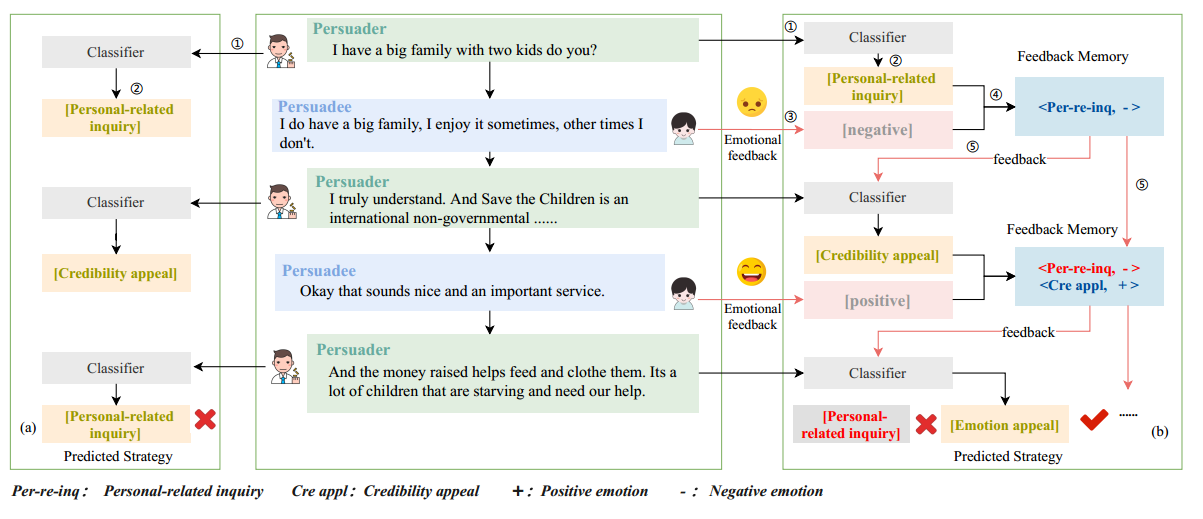 Classifier
①
②
[Personal-related
inquiry]
Classifier
[Credibility appeal]
Classifier
[Personal-related
inquiry]
(a)
Predicted Strategy
Persuader
I have a big family with two kids do you?
Persuadee
I do have a big family, I enjoy it sometimes, other times I
don't.
Persuader
I truly understand. And Save the Children is an
international non-governmental ......
Persuadee
Okay that sounds nice and an important service.
Persuader
And the money raised helps feed and clothe them. Its a
lot of children that are starving and need our help.
Emotional
feedback
Emotional
feedback
①
Classifier
②
[Personal-related
inquiry]
③
[negative]
④
Feedback Memory
<Per-re-inq, - >
⑤
feedback
⑤
Classifier
[Credibility appeal]
[positive]
Feedback Memory
<Per-re-inq, - >
<Cre appl, + >
feedback
Classifier
[Personal-
related inquiry]
[Emotion appeal]
......
(b)
Predicted Strategy
Per-re-inq： Personal-related inquiry Cre appl：Credibility appeal +：Positive emotion -： Negative emotion